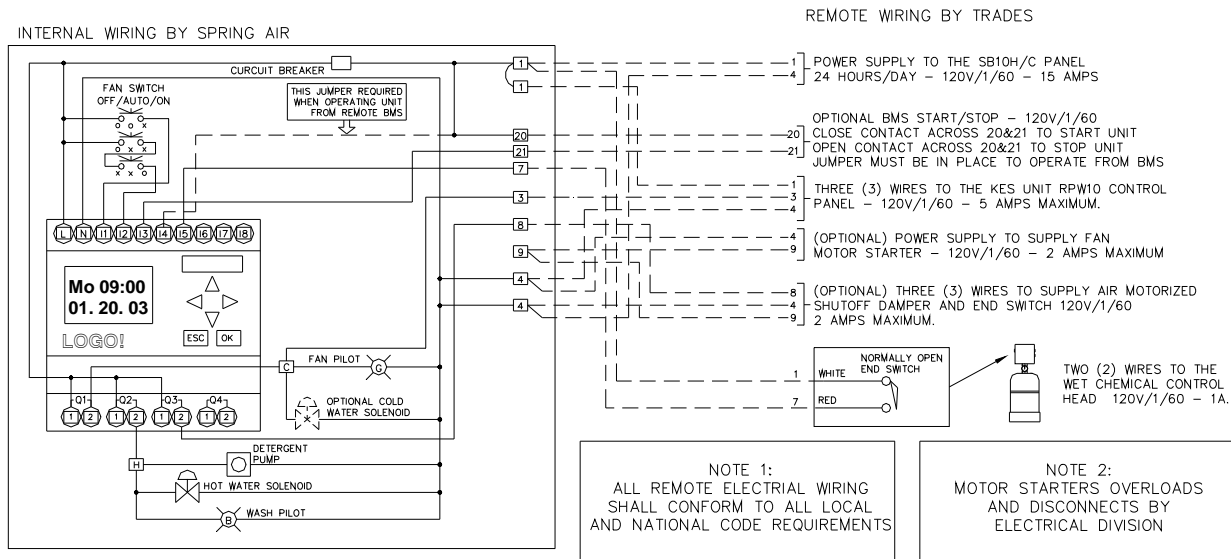 REMOTE WIRING BY TRADES
INTERNAL WIRING BY SPRING AIR
CURCUIT BREAKER
FAN SWITCH
OFF/AUTO/ON
O O X
O X X
X O O
THIS JUMPER REQUIRED
WHEN OPERATING UNIT
FROM REMOTE BMS
L N I1 I2 I3 I4 I5 I6 I7 I8
Mo 09:00
01. 20. 03
ESC OK
LOGO!
Q1 Q2 Q3 Q4
1 2 1 2 1 2 1 2
C
FAN PILOT
G
OPTIONAL COLD
WATER SOLENOID
DETERGENT
PUMP
H
HOT WATER SOLENOID
B
WASH PILOT
1
1
20
21
7
3
8
9
4
4
1 POWER SUPPLY TO THE SB10H/C PANEL
4 24 HOURS/DAY – 120V/1/60 – 15 AMPS
OPTIONAL BMS START/STOP – 120V/1/60
20 CLOSE CONTACT ACROSS 20&21 TO START UNIT
21 OPEN CONTACT ACROSS 20&21 TO STOP UNIT
JUMPER MUST BE IN PLACE TO OPERATE FROM BMS
1
3 THREE (3) WIRES TO THE KES UNIT RPW10 CONTROL
4 PANEL – 120V/1/60 – 5 AMPS MAXIMUM.
4 (OPTIONAL) POWER SUPPLY TO SUPPLY FAN
9 MOTOR STARTER – 120V/1/60 – 2 AMPS MAXIMUM
8 (OPTIONAL) THREE (3) WIRES TO SUPPLY AIR MOTORIZED
4 SHUTOFF DAMPER AND END SWITCH 120V/1/60
9 2 AMPS MAXIMUM.
NORMALLY OPEN
END SWITCH
1 WHITE
7 RED
TWO (2) WIRES TO THE
WET CHEMICAL CONTROL
HEAD 120V/1/60 – 1A.
NOTE 1:
ALL REMOTE ELECTRIAL WIRING
SHALL CONFORM TO ALL LOCAL
AND NATIONAL CODE REQUIREMENTS
NOTE 2:
MOTOR STARTERS OVERLOADS
AND DISCONNECTS BY
ELECTRICAL DIVISION